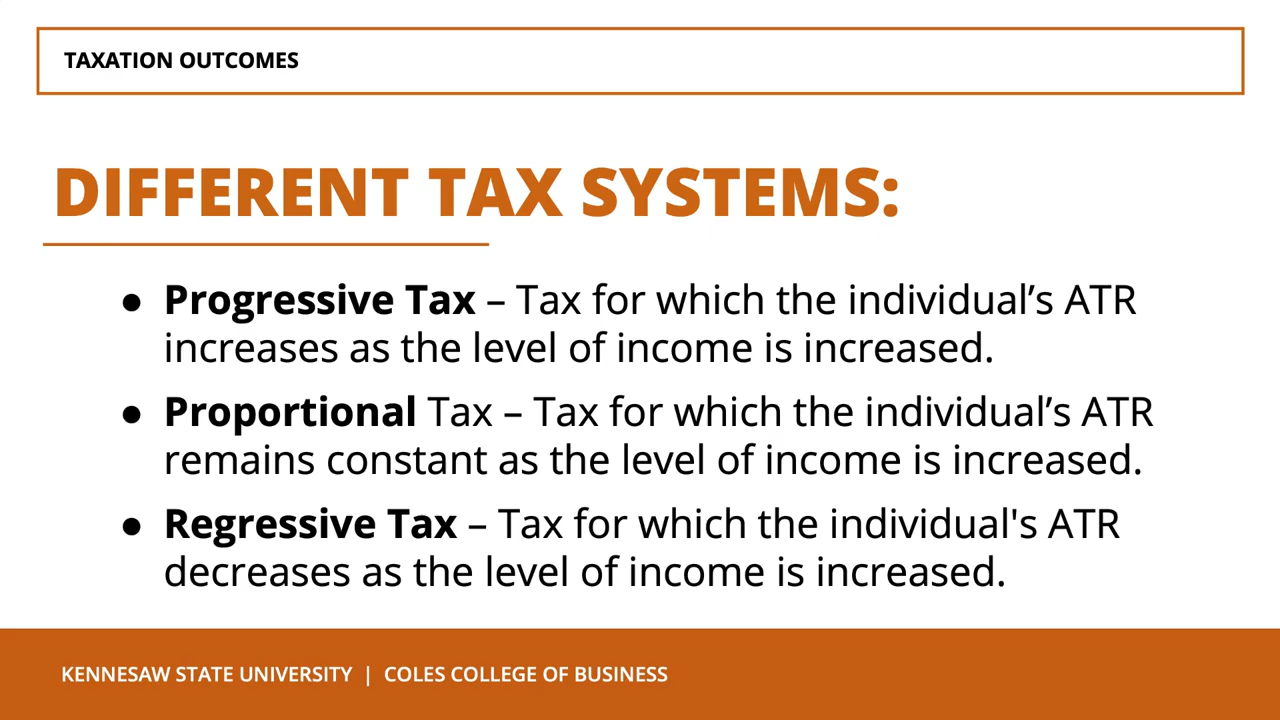 TAXATION OUTCOMES
DIFFERENT TAX SYSTEMS:
● Progressive Tax – Tax for which the individual’s ATR
increases as the level of income is increased.
● Proportional Tax – Tax for which the individual’s ATR
remains constant as the level of income is increased.
● Regressive Tax – Tax for which the individual's ATR
decreases as the level of income is increased.
KENNESAW STATE UNIVERSITY | COLES COLLEGE OF BUSINESS